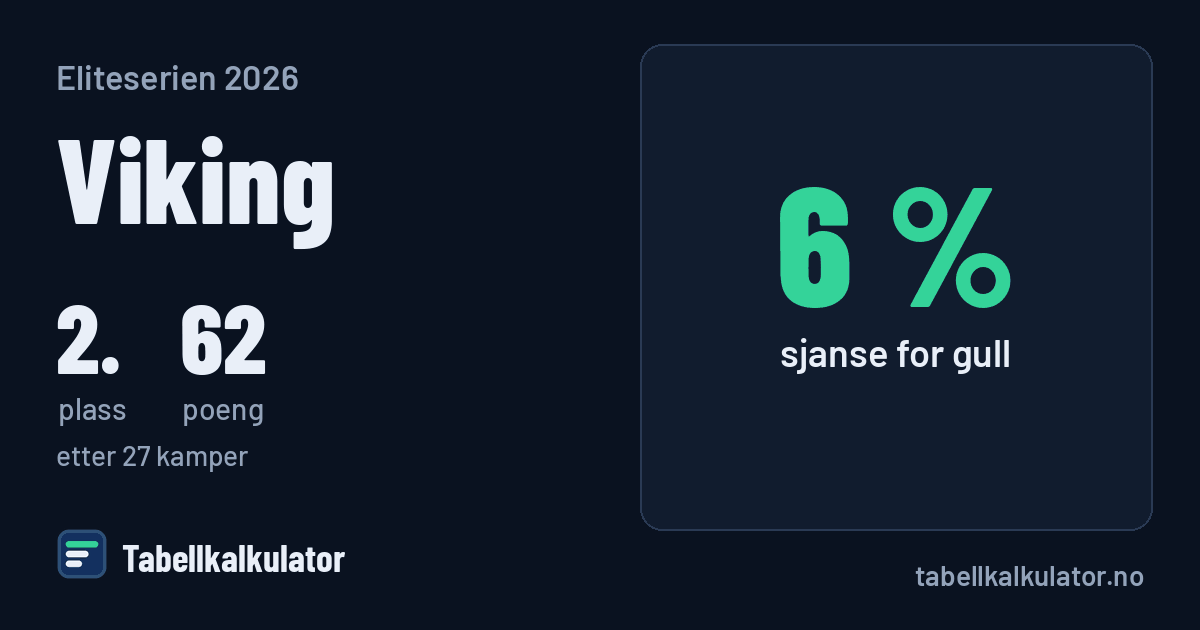 Eliteserien 2026
Viking
2. 62
plass poeng
etter 27 kamper
6 %
sjanse for gull
Tabellkalkulator
tabellkalkulator.no